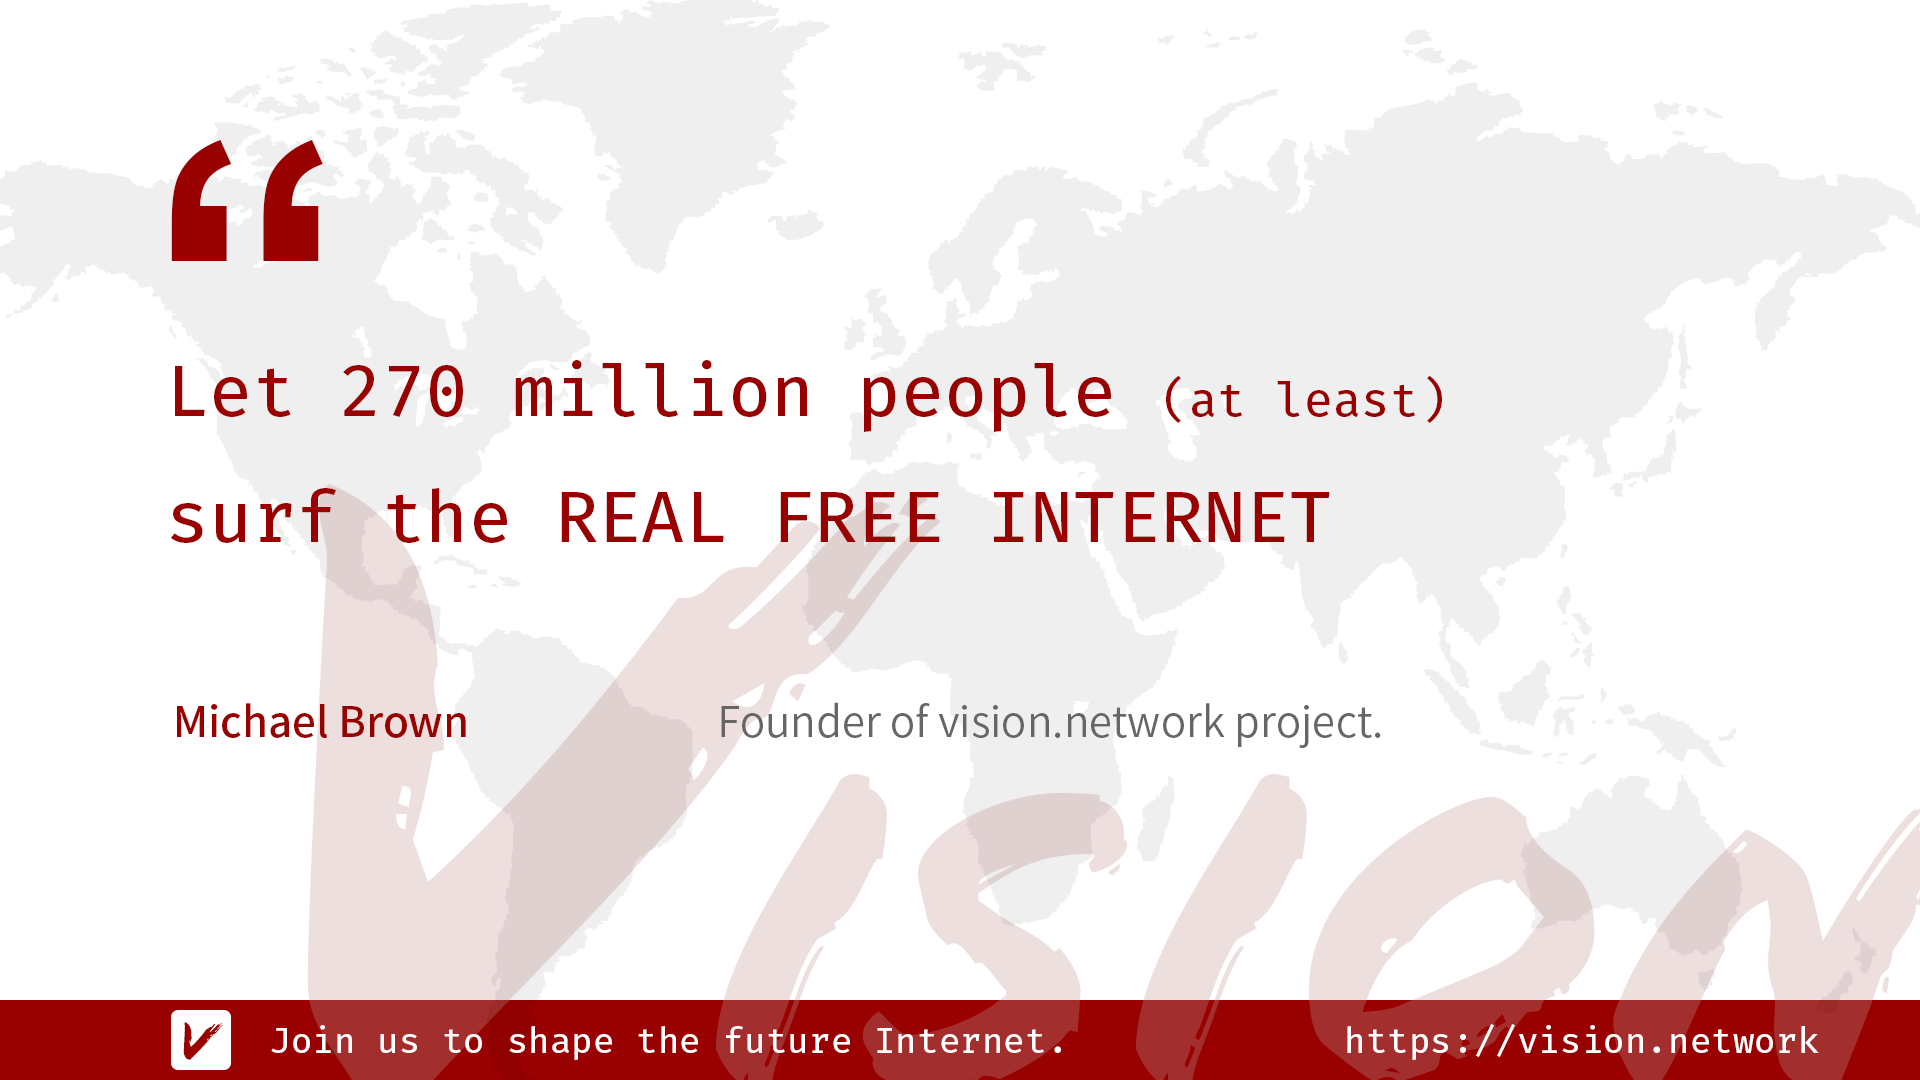 “
Let 270 million people (at least)
surf the REAL FREE INTERNET
Michael Brown
Founder of vision.network project.
Vision
V Join us to shape the future Internet.
https://vision.network